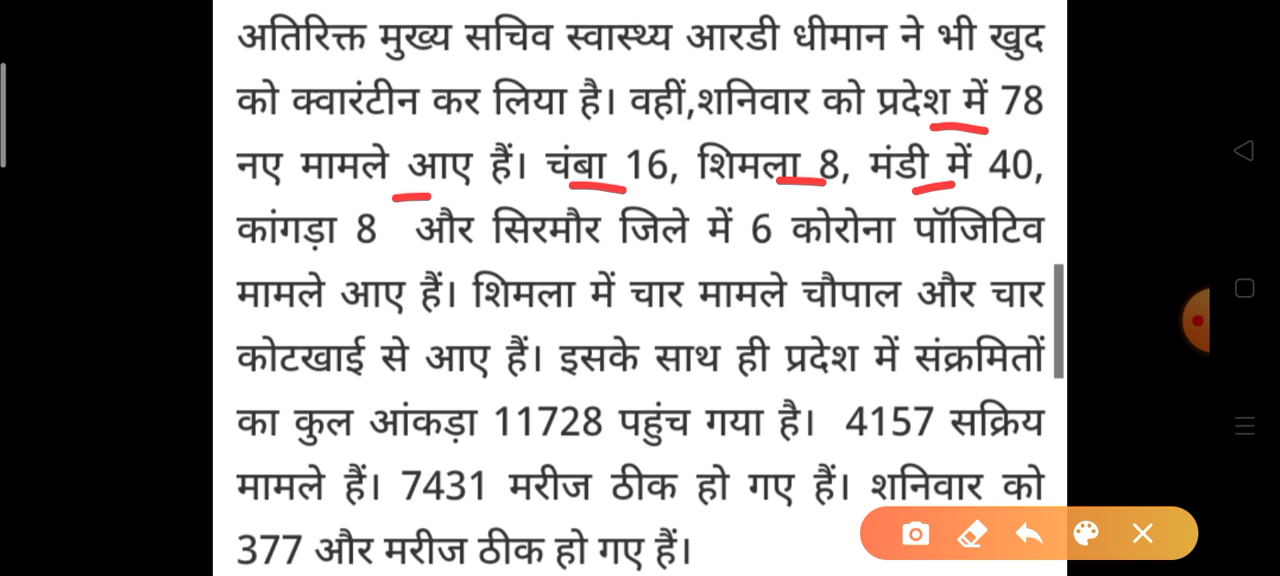 अतिरिक्त मुख्य सचिव स्वास्थ्य आरडी धीमान ने भी खुद
को क्वारंटीन कर लिया है। वहीं,शनिवार को प्रदेश में 78
नए मामले आए हैं। चंबा 16, शिमला 8, मंडी में 40,
कांगड़ा 8 और सिरमौर जिले में 6 कोरोना पॉजिटिव
मामले आए हैं। शिमला में चार मामले चौपाल और चार
कोटखाई से आए हैं। इसके साथ ही प्रदेश में संक्रमितों
का कुल आंकड़ा 11728 पहुंच गया है। 4157 सक्रिय
मामले हैं। 7431 मरीज ठीक हो गए हैं। शनिवार को
377 और मरीज ठीक हो गए हैं।